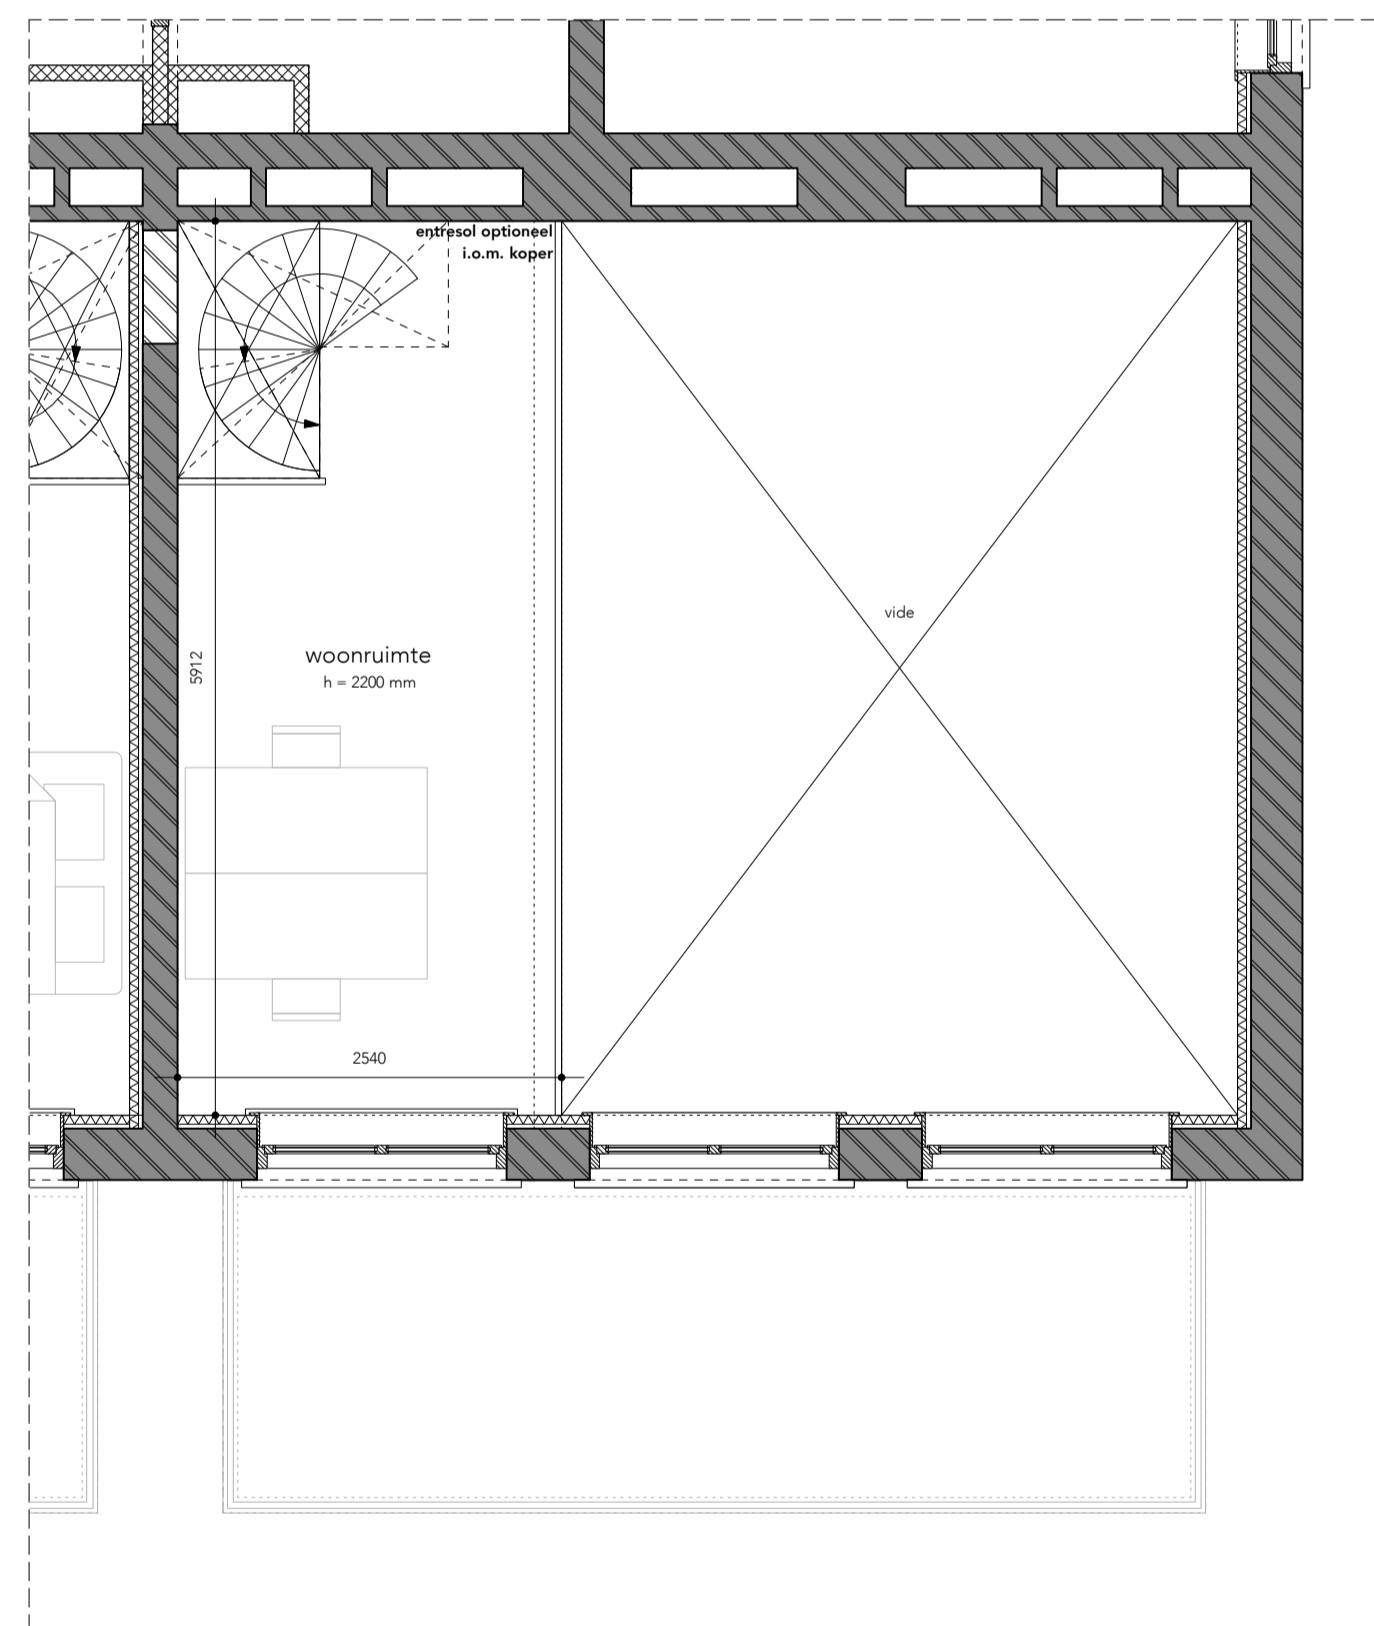 entresol optioneel
i.o.m. koper
vide
woonruimte
h = 2200 mm
5912
2540